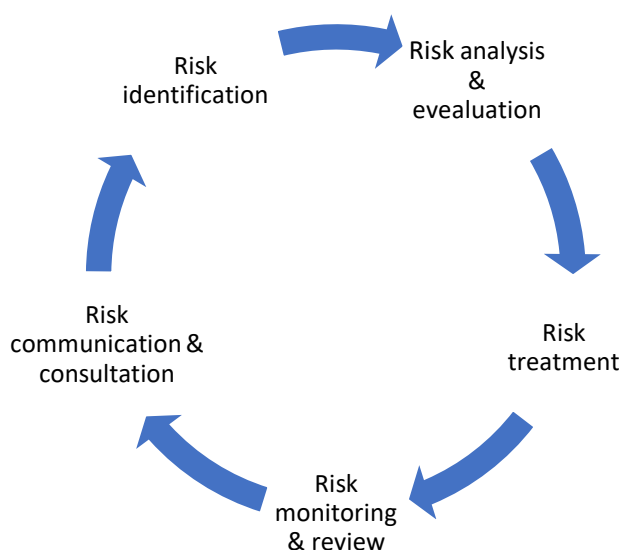 Risk
identification
Risk analysis
&
evealuation
Risk
treatment
Risk
monitoring
& review
Risk
communication &
consultation